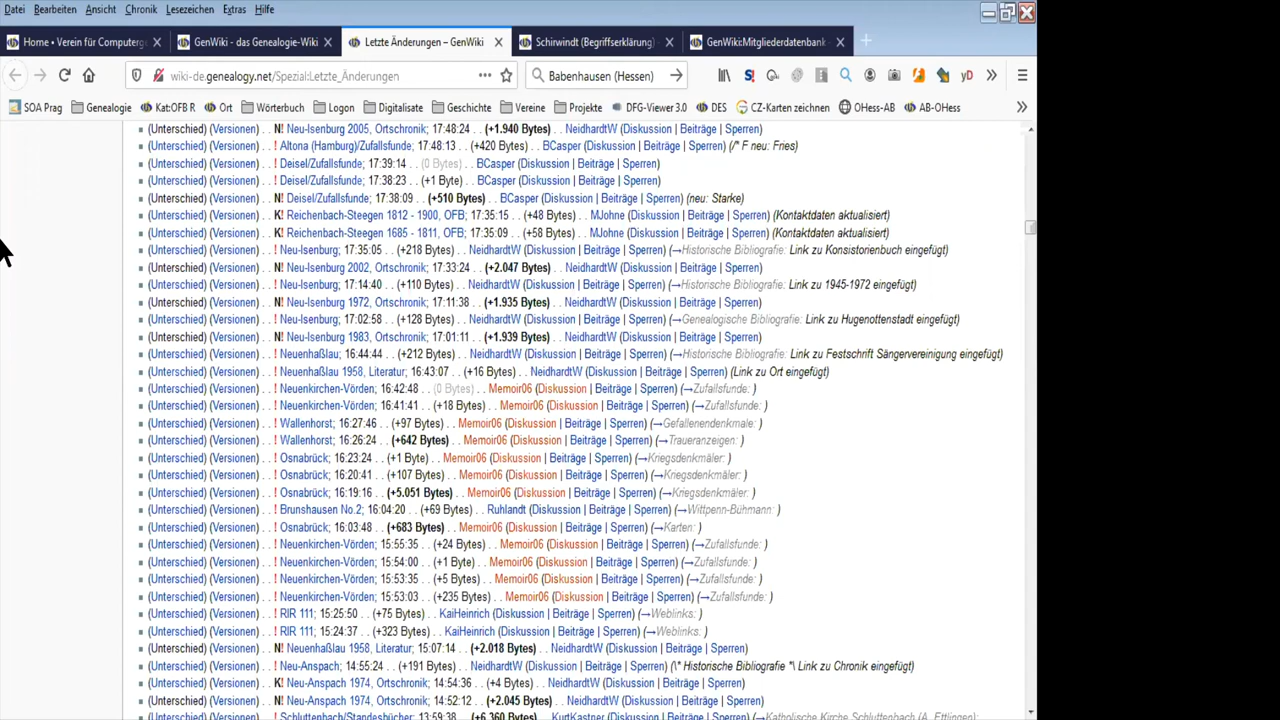 Datei Bearbeiten Ansicht Chronik Lesezeichen Extras Hilfe
Home • Verein für Computerge GenWiki - das Genealogie-Wiki Letzte Änderungen – GenWiki Schirwindt (Begriffserklärung) GenWiki:Mitgliederdatenbank
wiki-de.genealogy.net/Spezial:Letzte_Änderungen Babenhausen (Hessen)
SOA Prag Genealogie Kat:OFB R Ort Wörterbuch Logon Digitalisate Geschichte Vereine Projekte DFG-Viewer 3.0 DES CZ-Karten zeichnen OHess-AB AB-OHess
(Unterschied) (Versionen) . . N! Neu-Isenburg 2005, Ortschronik; 17:48:24 . . (+1.940 Bytes) . . NeidhardtW (Diskussion | Beiträge | Sperren)
(Unterschied) (Versionen) . . ! Altona (Hamburg)/Zufallsfunde; 17:48:13 . . (+420 Bytes) . . BCasper (Diskussion | Beiträge | Sperren) (/* F neu: Fries)
(Unterschied) (Versionen) . . ! Deisel/Zufallsfunde; 17:39:14 . . (0 Bytes) . . BCasper (Diskussion | Beiträge | Sperren)
(Unterschied) (Versionen) . . ! Deisel/Zufallsfunde; 17:38:23 . . (+1 Byte) . . BCasper (Diskussion | Beiträge | Sperren)
(Unterschied) (Versionen) . . N! Deisel/Zufallsfunde; 17:38:09 . . (+510 Bytes) . . BCasper (Diskussion | Beiträge | Sperren) (neu: Starke)
(Unterschied) (Versionen) . . K! Reichenbach-Steegen 1812 - 1900, OFB; 17:35:15 . . (+48 Bytes) . . MJohne (Diskussion | Beiträge | Sperren) (Kontaktdaten aktualisiert)
(Unterschied) (Versionen) . . K! Reichenbach-Steegen 1685 - 1811, OFB; 17:35:09 . . (+58 Bytes) . . MJohne (Diskussion | Beiträge | Sperren) (Kontaktdaten aktualisiert)
(Unterschied) (Versionen) . . ! Neu-Isenburg; 17:35:05 . . (+218 Bytes) . . NeidhardtW (Diskussion | Beiträge | Sperren) (→Historische Bibliografie: Link zu Konsistorienbuch eingefügt)
(Unterschied) (Versionen) . . N! Neu-Isenburg 2002, Ortschronik; 17:33:24 . . (+2.047 Bytes) . . NeidhardtW (Diskussion | Beiträge | Sperren)
(Unterschied) (Versionen) . . ! Neu-Isenburg; 17:14:40 . . (+110 Bytes) . . NeidhardtW (Diskussion | Beiträge | Sperren) (→Historische Bibliografie: Link zu 1945-1972 eingefügt)
(Unterschied) (Versionen) . . N! Neu-Isenburg 1972, Ortschronik; 17:11:38 . . (+1.935 Bytes) . . NeidhardtW (Diskussion | Beiträge | Sperren)
(Unterschied) (Versionen) . . ! Neu-Isenburg; 17:02:58 . . (+128 Bytes) . . NeidhardtW (Diskussion | Beiträge | Sperren) (→Genealogische Bibliografie: Link zu Hugenottenstadt eingefügt)
(Unterschied) (Versionen) . . N! Neu-Isenburg 1983, Ortschronik; 17:01:11 . . (+1.939 Bytes) . . NeidhardtW (Diskussion | Beiträge | Sperren)
(Unterschied) (Versionen) . . ! Neuenhaßlau; 16:44:44 . . (+212 Bytes) . . NeidhardtW (Diskussion | Beiträge | Sperren) (→Historische Bibliografie: Link zu Festschrift Sängervereinigung eingefügt)
(Unterschied) (Versionen) . . ! Neuenhaßlau 1958, Literatur; 16:43:07 . . (+16 Bytes) . . NeidhardtW (Diskussion | Beiträge | Sperren) (Link zu Ort eingefügt)
(Unterschied) (Versionen) . . ! Neuenkirchen-Vörden; 16:42:48 . . (0 Bytes) . . Memoir06 (Diskussion | Beiträge | Sperren) (→Zufallsfunde: )
(Unterschied) (Versionen) . . ! Neuenkirchen-Vörden; 16:41:41 . . (+18 Bytes) . . Memoir06 (Diskussion | Beiträge | Sperren) (→Zufallsfunde: )
(Unterschied) (Versionen) . . ! Wallenhorst; 16:27:46 . . (+97 Bytes) . . Memoir06 (Diskussion | Beiträge | Sperren) (→Gefallenendenkmale: )
(Unterschied) (Versionen) . . ! Wallenhorst; 16:26:24 . . (+642 Bytes) . . Memoir06 (Diskussion | Beiträge | Sperren) (→Traueranzeigen: )
(Unterschied) (Versionen) . . ! Osnabrück; 16:23:24 . . (+1 Byte) . . Memoir06 (Diskussion | Beiträge | Sperren) (→Kriegsdenkmäler: )
(Unterschied) (Versionen) . . ! Osnabrück; 16:20:41 . . (+107 Bytes) . . Memoir06 (Diskussion | Beiträge | Sperren) (→Kriegsdenkmäler: )
(Unterschied) (Versionen) . . ! Osnabrück; 16:19:16 . . (+5.051 Bytes) . . Memoir06 (Diskussion | Beiträge | Sperren) (→Kriegsdenkmäler: )
(Unterschied) (Versionen) . . ! Brunshausen No.2; 16:04:20 . . (+69 Bytes) . . Ruhlandt (Diskussion | Beiträge | Sperren) (→Wittpenn-Bühmann: )
(Unterschied) (Versionen) . . ! Osnabrück; 16:03:48 . . (+683 Bytes) . . Memoir06 (Diskussion | Beiträge | Sperren) (→Karten: )
(Unterschied) (Versionen) . . ! Neuenkirchen-Vörden; 15:55:35 . . (+24 Bytes) . . Memoir06 (Diskussion | Beiträge | Sperren) (→Zufallsfunde: )
(Unterschied) (Versionen) . . ! Neuenkirchen-Vörden; 15:54:00 . . (+1 Byte) . . Memoir06 (Diskussion | Beiträge | Sperren) (→Zufallsfunde: )
(Unterschied) (Versionen) . . ! Neuenkirchen-Vörden; 15:53:35 . . (+5 Bytes) . . Memoir06 (Diskussion | Beiträge | Sperren) (→Zufallsfunde: )
(Unterschied) (Versionen) . . ! Neuenkirchen-Vörden; 15:53:03 . . (+235 Bytes) . . Memoir06 (Diskussion | Beiträge | Sperren) (→Zufallsfunde: )
(Unterschied) (Versionen) . . ! RIR 111; 15:25:50 . . (+75 Bytes) . . KaiHeinrich (Diskussion | Beiträge | Sperren) (→Weblinks: )
(Unterschied) (Versionen) . . ! RIR 111; 15:24:37 . . (+323 Bytes) . . KaiHeinrich (Diskussion | Beiträge | Sperren) (→Weblinks: )
(Unterschied) (Versionen) . . N! Neuenhaßlau 1958, Literatur; 15:07:14 . . (+2.018 Bytes) . . NeidhardtW (Diskussion | Beiträge | Sperren)
(Unterschied) (Versionen) . . ! Neu-Anspach; 14:55:24 . . (+191 Bytes) . . NeidhardtW (Diskussion | Beiträge | Sperren) (\* Historische Bibliografie *\ Link zu Chronik eingefügt)
(Unterschied) (Versionen) . . K! Neu-Anspach 1974, Ortschronik; 14:54:36 . . (+4 Bytes) . . NeidhardtW (Diskussion | Beiträge | Sperren)
(Unterschied) (Versionen) . . N! Neu-Anspach 1974, Ortschronik; 14:52:12 . . (+2.045 Bytes) . . NeidhardtW (Diskussion | Beiträge | Sperren)
(Unterschied) (Versionen) . . ! Schluttenbach/Standesbücher; 13:59:38 . . (+6.360 Bytes) . . KurtKastner (Diskussion | Beiträge | Sperren) (→Katholische Kirche Schluttenbach (A. Ettlingen):